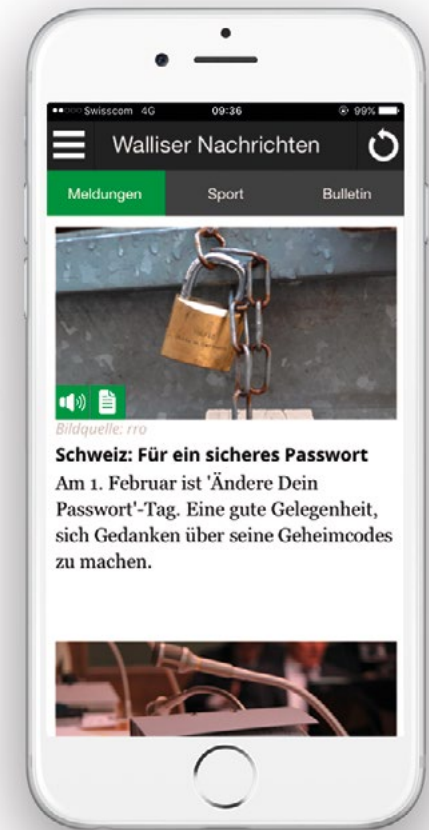 Swisscom 4G 09:36 99%
Walliser Nachrichten
Meldungen Sport Bulletin
Bildquelle: rro
Schweiz: Für ein sicheres Passwort
Am 1. Februar ist 'Ändere Dein
Passwort'-Tag. Eine gute Gelegenheit,
sich Gedanken über seine Geheimcodes
zu machen.